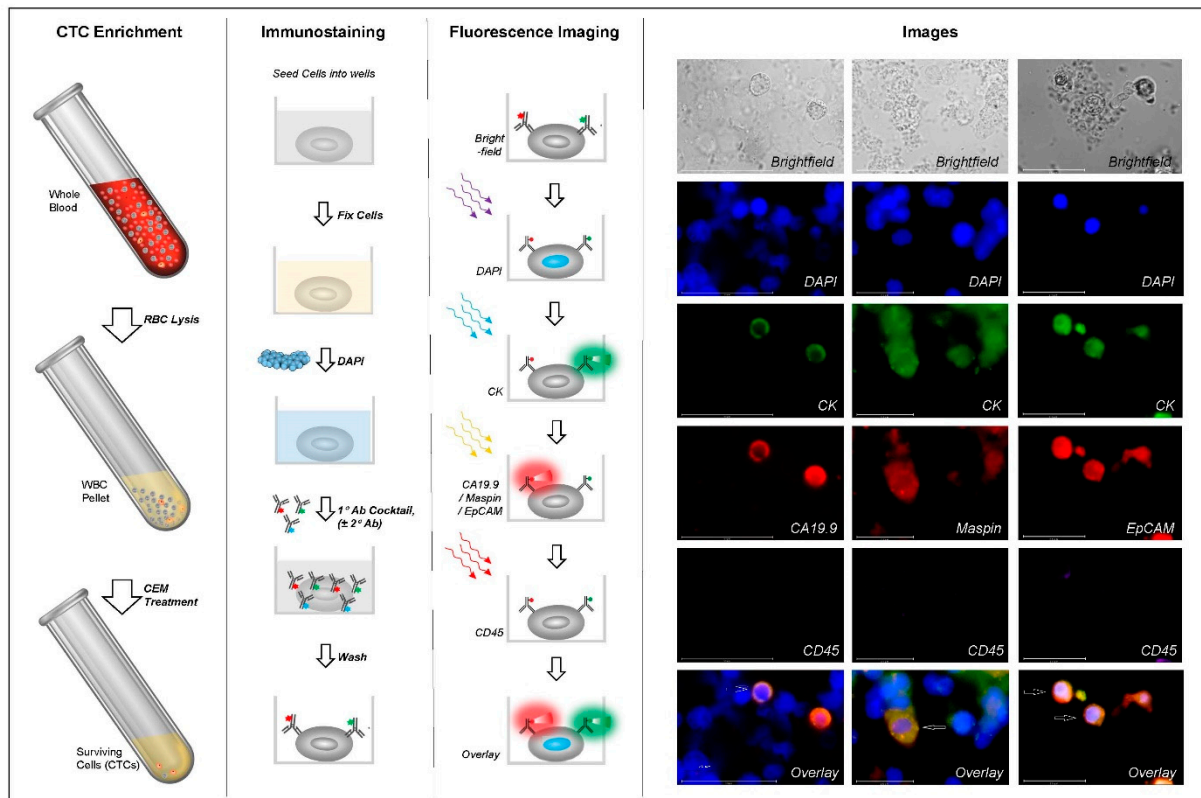 CTC Enrichment
Whole
Blood
RBC Lysis
WBC
Pellet
CEM
Treatment
Surviving
Cells (CTCs)
Immunostaining
Seed Cells into wells
Fix Cells
DAPI
1° Ab Cocktail,
(± 2° Ab)
Wash
Fluorescence Imaging
Bright
-field
DAPI
CK
CA19.9
/ Maspin
/ EpCAM
CD45
Overlay
Images
Brightfield Brightfield Brightfield
DAPI DAPI DAPI
CK CK CK
CA19.9 Maspin EpCAM
CD45 CD45 CD45
Overlay Overlay Overlay